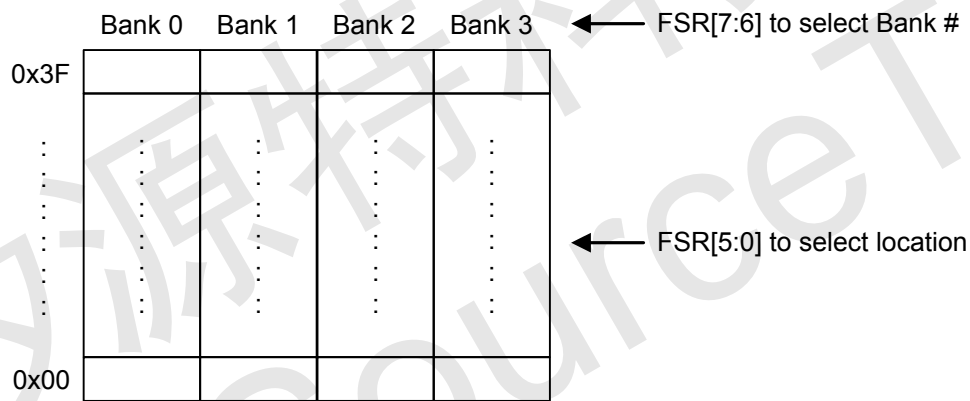 Bank 0 Bank 1 Bank 2 Bank 3 FSR[7:6] to select Bank #
0x3F
FSR[5:0] to select location
0x00